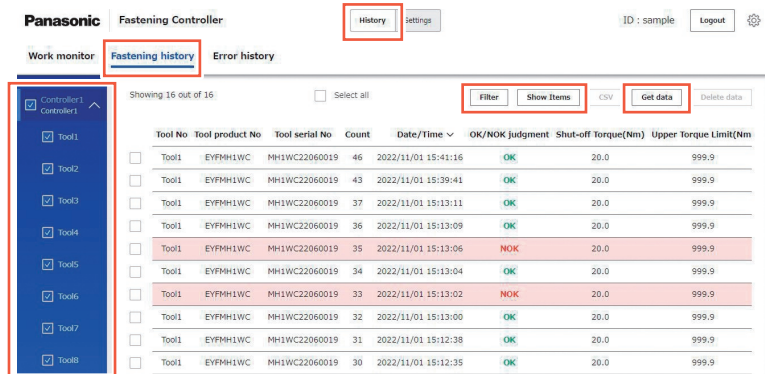 Panasonic Fastening Controller History Settings ID : sample Logout
Work monitor Fastening history Error history
Controller1
Controller1
Tool1
Tool2
Tool3
Tool4
Tool5
Tool6
Tool7
Tool8
Showing 16 out of 16 Select all Filter Show Items CSV Get data Delete data
Tool No Tool product No Tool serial No Count Date/Time OK/NOK judgment Shut-off Torque(Nm) Upper Torque Limit(Nm
Tool1 EYFMH1WC MH1WC22060019 46 2022/11/01 15:41:16 OK 20.0 999.9
Tool1 EYFMH1WC MH1WC22060019 43 2022/11/01 15:39:41 OK 20.0 999.9
Tool1 EYFMH1WC MH1WC22060019 37 2022/11/01 15:13:11 OK 20.0 999.9
Tool1 EYFMH1WC MH1WC22060019 36 2022/11/01 15:13:09 OK 20.0 999.9
Tool1 EYFMH1WC MH1WC22060019 35 2022/11/01 15:13:06 NOK 20.0 999.9
Tool1 EYFMH1WC MH1WC22060019 34 2022/11/01 15:13:04 OK 20.0 999.9
Tool1 EYFMH1WC MH1WC22060019 33 2022/11/01 15:13:02 NOK 20.0 999.9
Tool1 EYFMH1WC MH1WC22060019 32 2022/11/01 15:13:00 OK 20.0 999.9
Tool1 EYFMH1WC MH1WC22060019 31 2022/11/01 15:12:38 OK 20.0 999.9
Tool1 EYFMH1WC MH1WC22060019 30 2022/11/01 15:12:35 OK 20.0 999.9